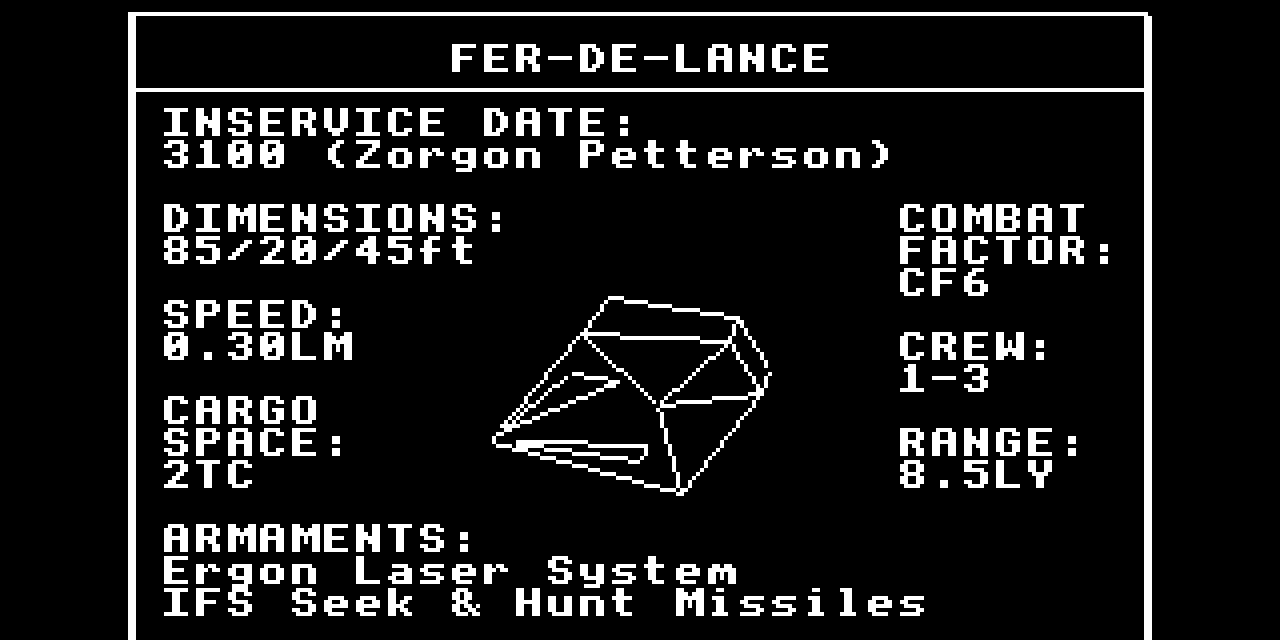 FER-DE-LANCE
INSERVICE DATE:
3100 (Zorgon Petterson)
DIMENSIONS:
85/20/45ft
SPEED:
0.30LM
CARGO
SPACE:
2TC
COMBAT
FACTOR:
CF6
CREW:
1-3
RANGE:
8.5LY
ARMAMENTS:
Ergon Laser System
IFS Seek & Hunt Missiles